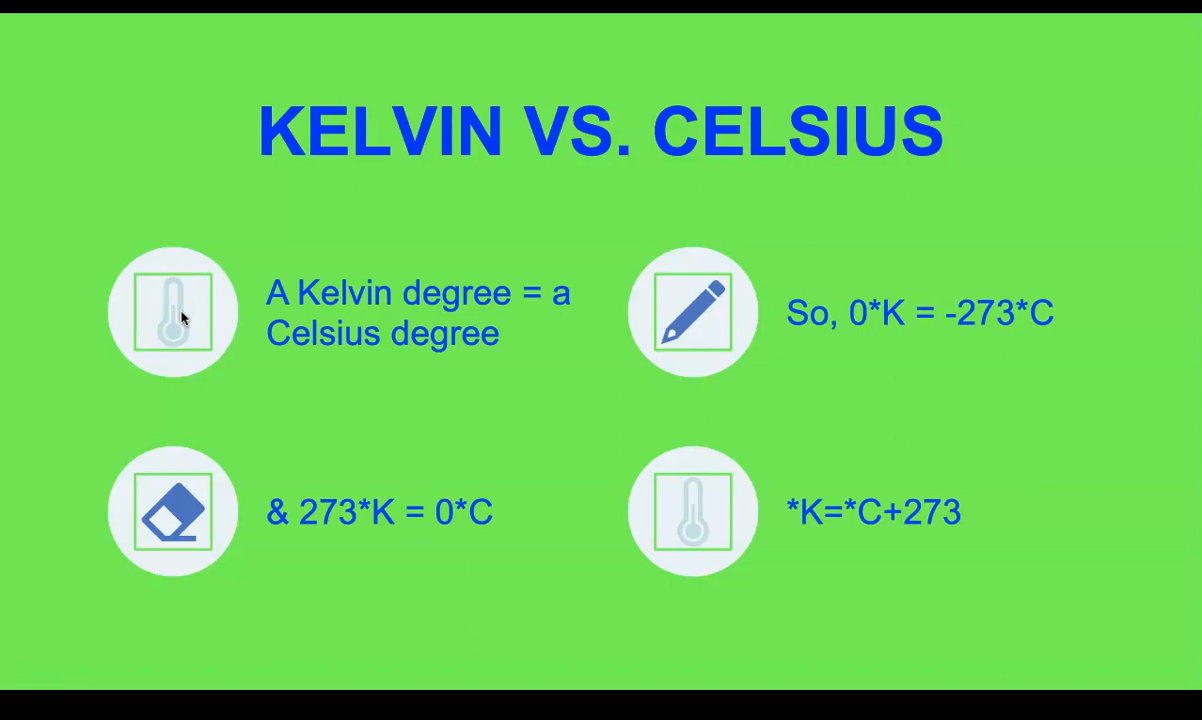 KELVIN VS. CELSIUS
A Kelvin degree = a
Celsius degree
So, 0*K = -273*C
& 273*K = 0*C
*K=*C+273